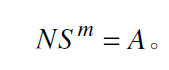 NS^m = A。